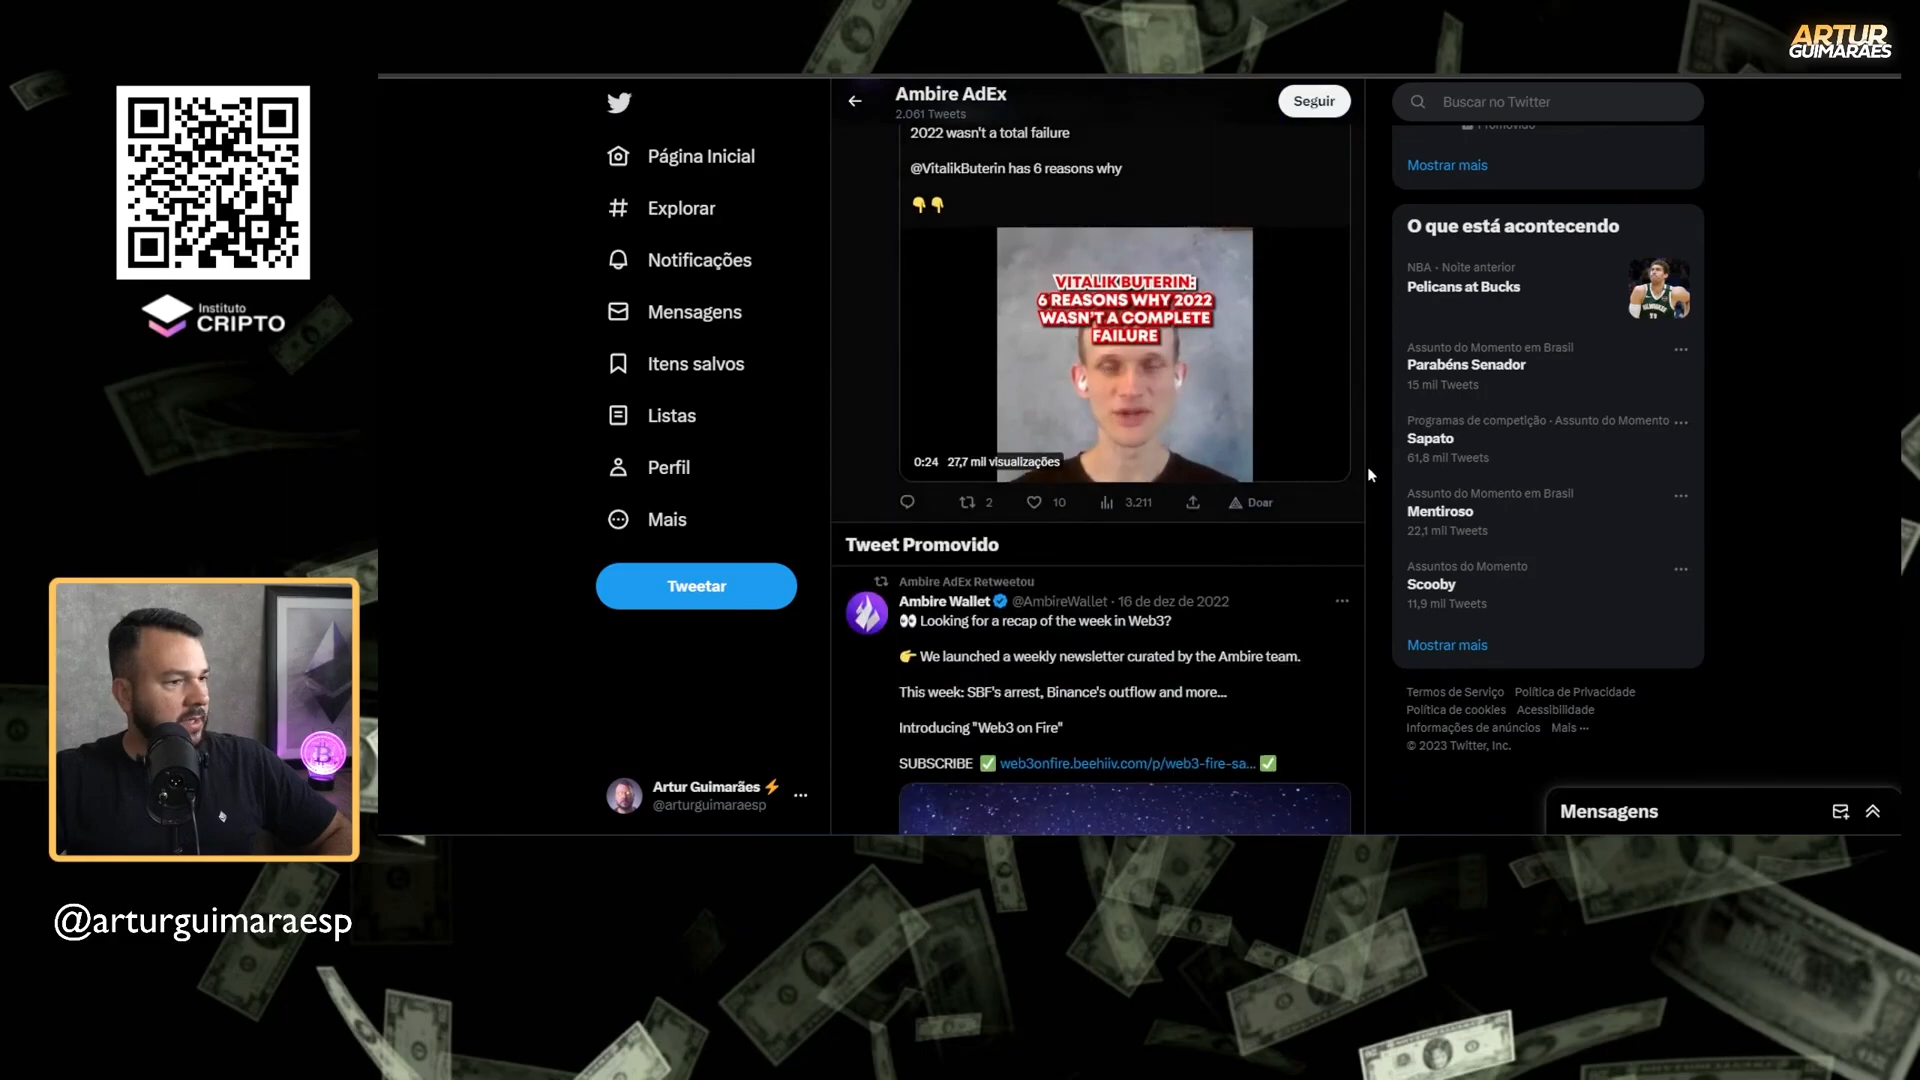 ARTUR
GUIMARÃES
Instituto
CRIPTO
@arturguimaraesp
Página Inicial
Explorar
Notificações
Mensagens
Itens salvos
Listas
Perfil
Mais
Tweetar
Artur Guimarães⚡
@arturguimaraesp
Ambire AdEx
2.061 Tweets
Seguir
2022 wasn't a total failure
@VitalikButerin has 6 reasons why
👇👇
VITALIK BUTERIN:
6 REASONS WHY 2022
WASN'T A COMPLETE
FAILURE
0:24 27,7 mil visualizações
2 10 3.211 Doar
Tweet Promovido
Ambire AdEx Retweetou
Ambire Wallet @AmbireWallet · 16 de dez de 2022
👀 Looking for a recap of the week in Web3?
👉 We launched a weekly newsletter curated by the Ambire team.
This week: SBF's arrest, Binance's outflow and more...
Introducing "Web3 on Fire"
SUBSCRIBE ✅ web3onfire.beehiiv.com/p/web3-fire-sa... ✅
Buscar no Twitter
Promovido
Mostrar mais
O que está acontecendo
NBA · Noite anterior
Pelicans at Bucks
Assunto do Momento em Brasil
Parabéns Senador
15 mil Tweets
Programas de competição · Assunto do Momento
Sapato
61,8 mil Tweets
Assunto do Momento em Brasil
Mentiroso
22,1 mil Tweets
Assuntos do Momento
Scooby
11,9 mil Tweets
Mostrar mais
Termos de Serviço Política de Privacidade
Política de cookies Acessibilidade
Informações de anúncios Mais ···
© 2023 Twitter, Inc.
Mensagens